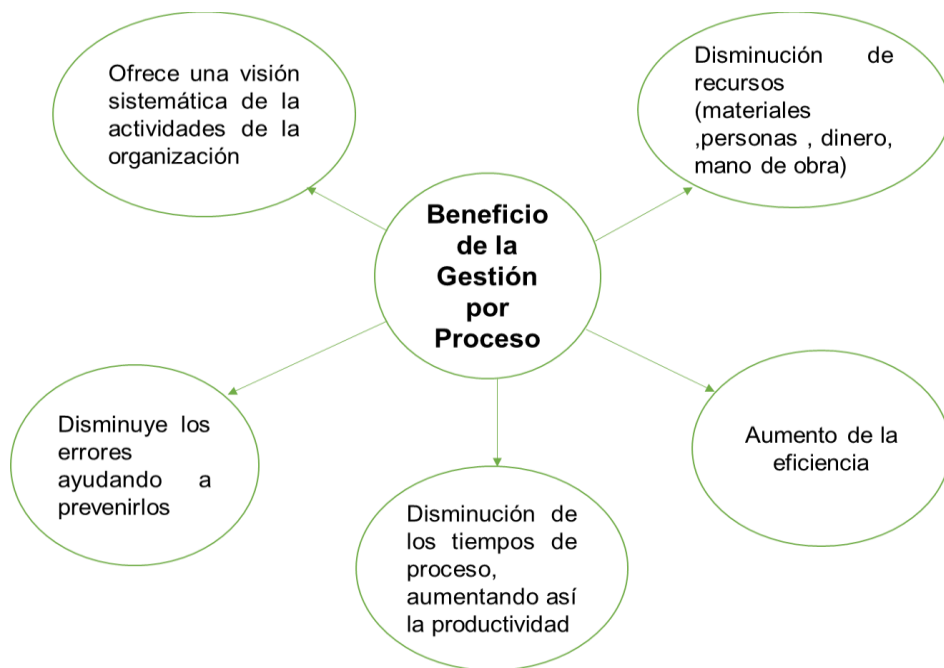 Ofrece una visión
sistemática de la
actividades de la
organización
Disminución de
recursos
(materiales
,personas , dinero,
mano de obra)
Beneficio
de la
Gestión
por
Proceso
Disminuye los
errores
ayudando a
prevenirlos
Disminución de
los tiempos de
proceso,
aumentando así
la productividad
Aumento de la
eficiencia